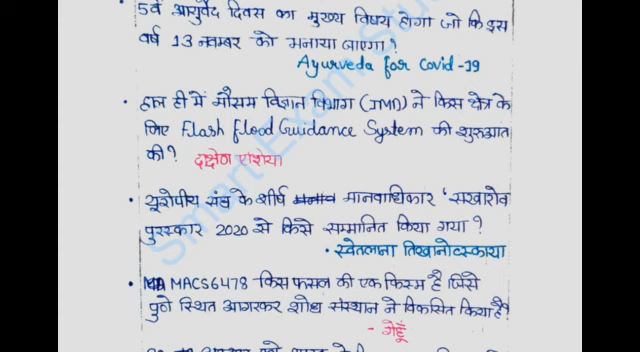 5वें आयुर्वेद दिवस का मुख्य विषय होगा जो कि इस
वर्ष 13 नवम्बर को मनाया जाएगा?
Ayurveda for Covid-19
• हाल ही में मौसम विज्ञान विभाग (IMD) ने किस क्षेत्र के
लिए Flash flood Guidance System की शुरुआत
की? दक्षिण एशिया
• यूरोपीय संघ के शीर्ष मानवाधिकार 'सखारोव
पुरस्कार 2020 से किसे सम्मानित किया गया?
• स्वेतलाना तिखानोव्स्काया
• MACS6478 किस फसल की एक किस्म है जिसे
पुणे स्थित आगरकर शोध संस्थान ने विकसित किया है?
- गेहूँ